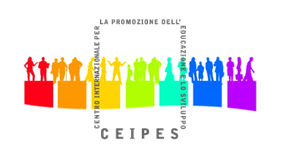 CENTRO INTERNAZIONALE PER
LA PROMOZIONE DELL'
EDUCAZIONE E LO SVILUPPO
CEIPES